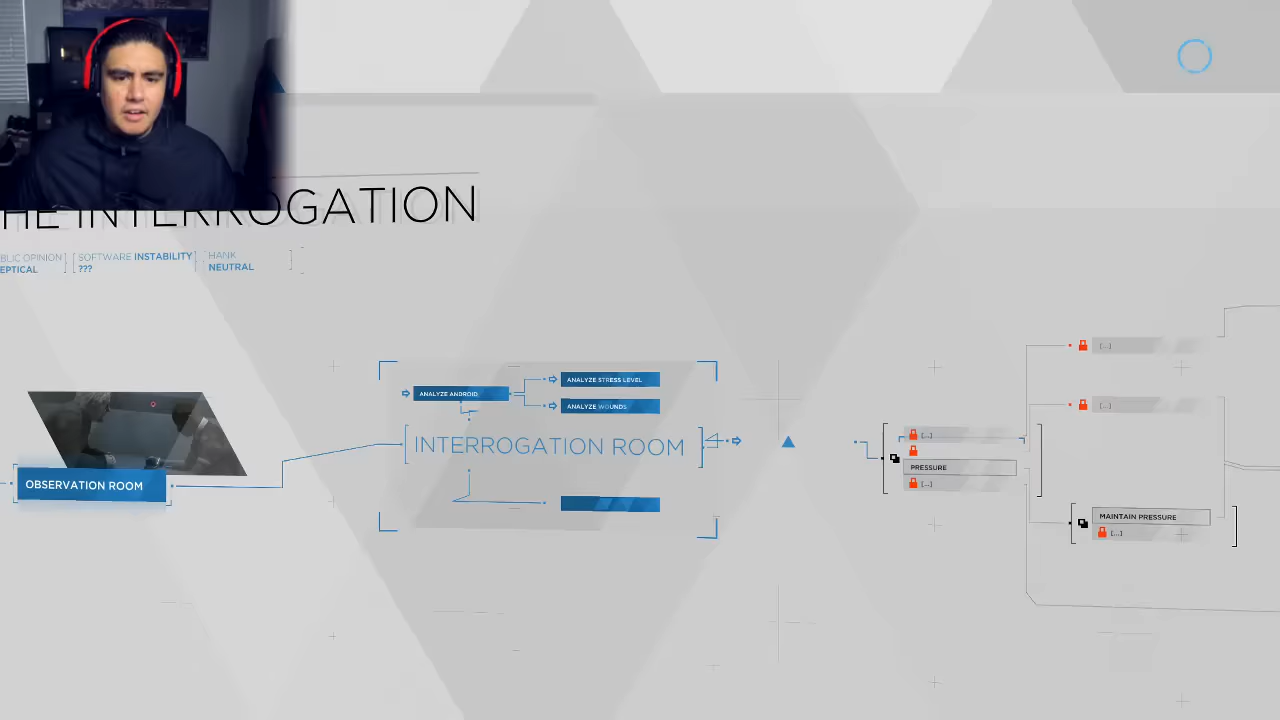 HE INTERROGATION
BLIC OPINION
EPTICAL
SOFTWARE INSTABILITY
???
HANK
NEUTRAL
OBSERVATION ROOM
ANALYZE ANDROID
ANALYZE STRESS LEVEL
ANALYZE WOUNDS
INTERROGATION ROOM
[...]
PRESSURE
[...]
[...]
[...]
MAINTAIN PRESSURE
[...]